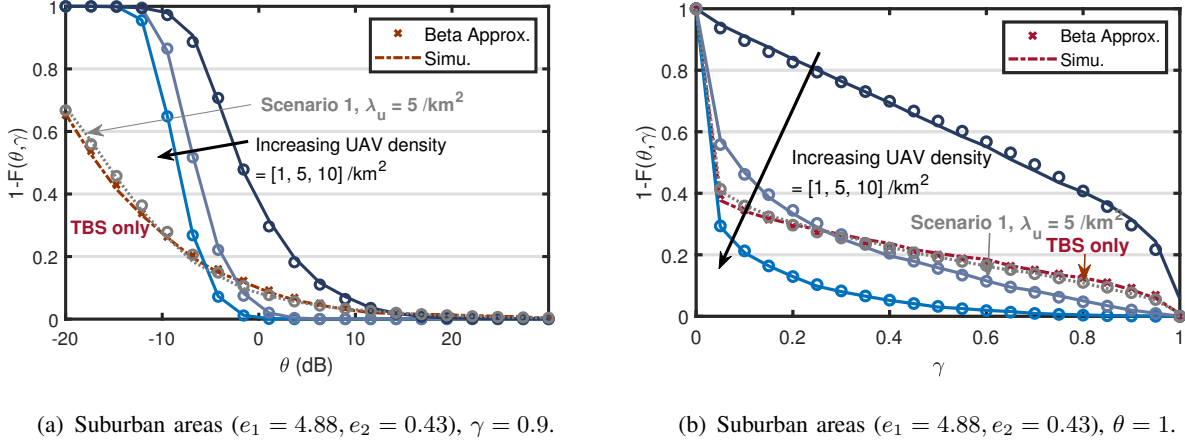 1-F(θ,γ)
1
0.8
0.6
0.4
0.2
0
-20
-10
0
10
20
30
θ (dB)
Beta Approx.
Simu.
Scenario 1, λu = 5 /km2
Increasing UAV density
= [1, 5, 10] /km2
TBS only
(a) Suburban areas (e1 = 4.88, e2 = 0.43), γ = 0.9.
1-F(θ,γ)
1
0.8
0.6
0.4
0.2
0
0
0.2
0.4
0.6
0.8
1
γ
Beta Approx.
Simu.
Increasing UAV density
= [1, 5, 10] /km2
Scenario 1, λu = 5 /km2
TBS only
(b) Suburban areas (e1 = 4.88, e2 = 0.43), θ = 1.